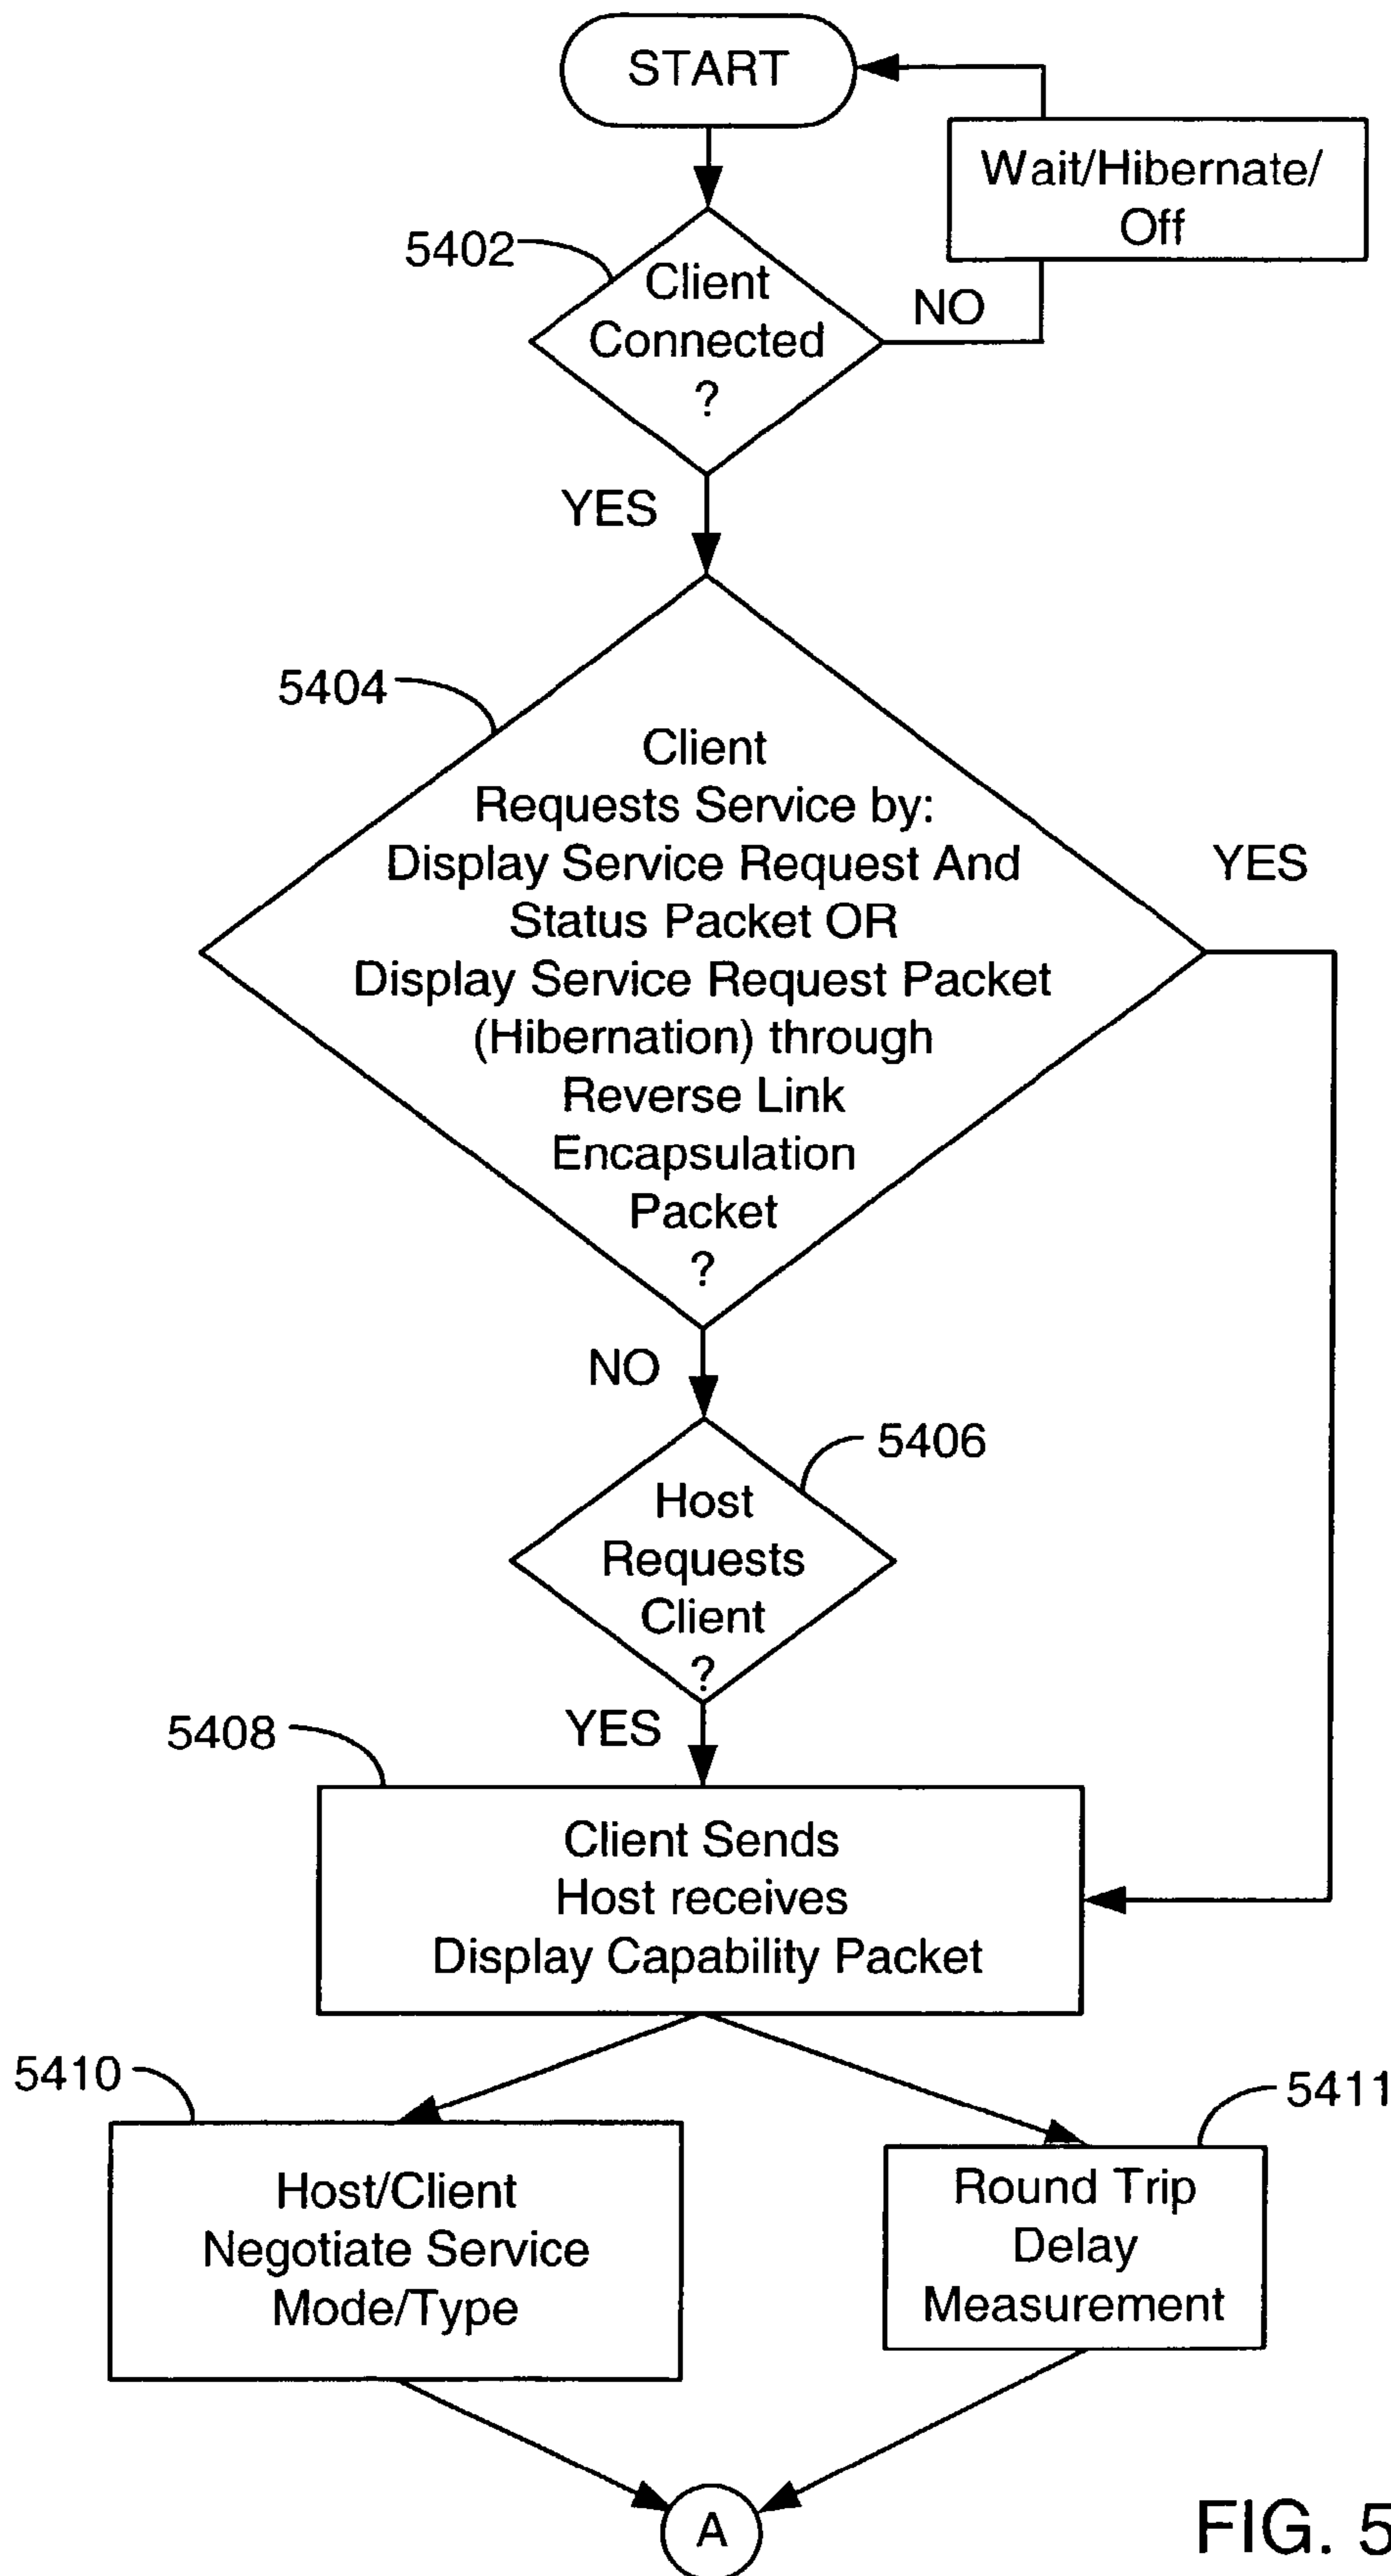 START
Wait/Hibernate/
Off
5402
Client
Connected
?
NO
YES
5404
Client
Requests Service by:
Display Service Request And
Status Packet OR
Display Service Request Packet
(Hibernation) through
Reverse Link
Encapsulation
Packet
?
YES
NO
5406
Host
Requests
Client
?
YES
5408
Client Sends
Host receives
Display Capability Packet
5410
5411
Host/Client
Negotiate Service
Mode/Type
Round Trip
Delay
Measurement
A
FIG. 5